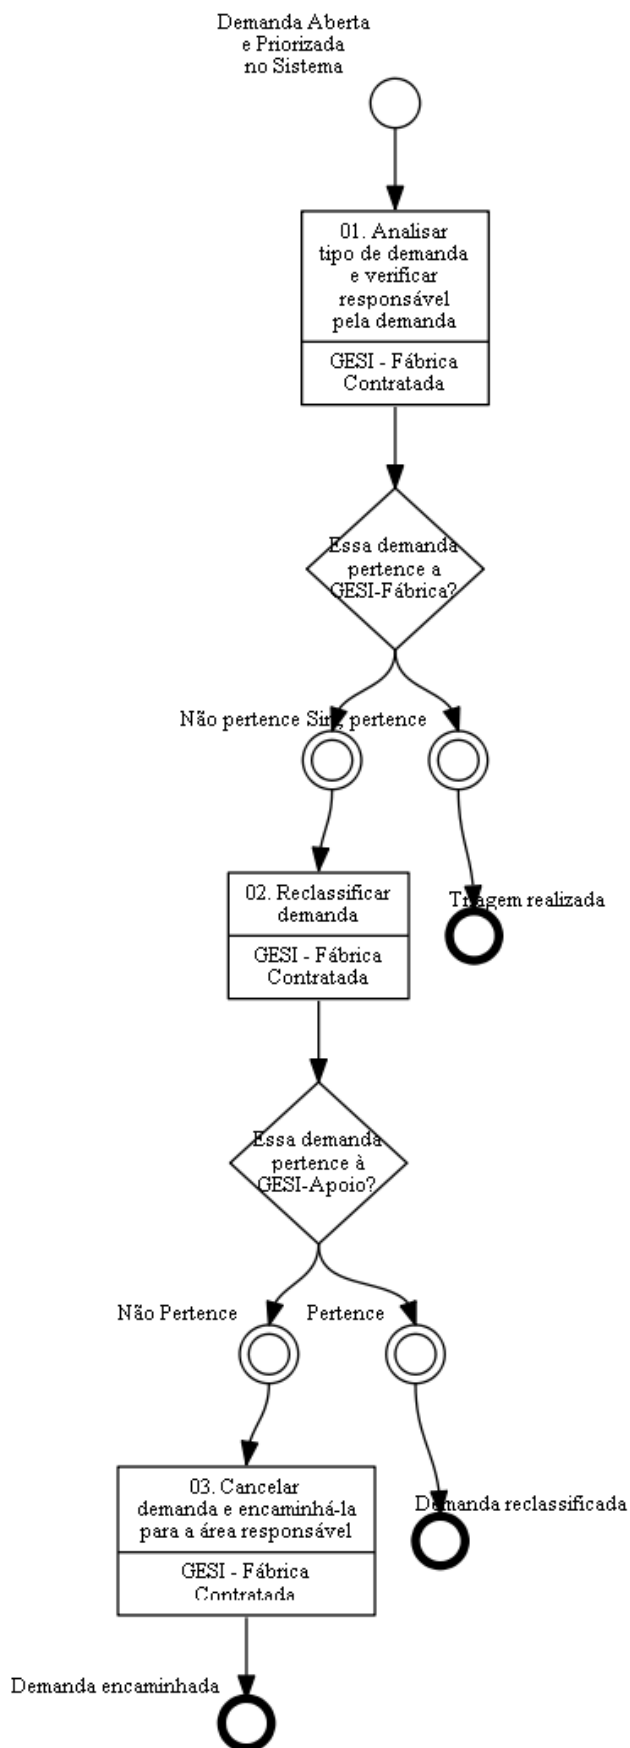 Demanda Aberta
e Priorizada
no Sistema
01. Analisar
tipo de demanda
e verificar
responsável
pela demanda
GESI - Fábrica
Contratada
Essa demanda
pertence a
GESI-Fábrica?
Não pertence
Sim, pertence
02. Reclassificar
demanda
GESI - Fábrica
Contratada
Triagem realizada
Essa demanda
pertence à
GESI-Apoio?
Não Pertence
Pertence
03. Cancelar
demanda e encaminhá-la
para a área responsável
GESI - Fábrica
Contratada
Demanda reclassificada
Demanda encaminhada